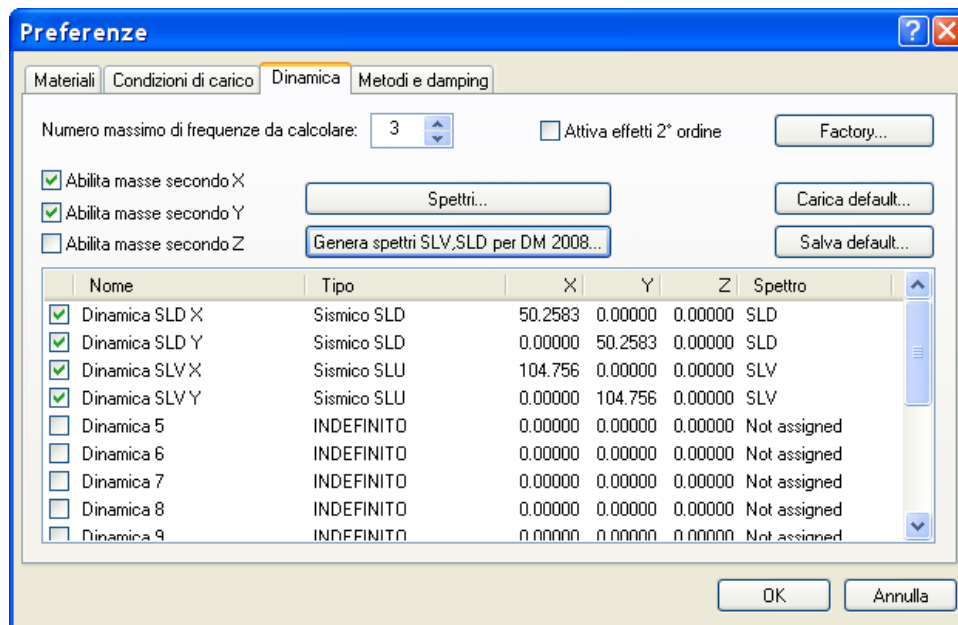 Preferenze
Materiali Condizioni di carico Dinamica Metodi e damping
Numero massimo di frequenze da calcolare: 3 Attiva effetti 2° ordine Factory...
Abilita masse secondo X
Spettri... Carica default...
Abilita masse secondo Y
Abilita masse secondo Z Genera spettri SLV,SLD per DM 2008... Salva default...
Nome Tipo X Y Z Spettro
Dinamica SLD X Sismico SLD 50.2583 0.00000 0.00000 SLD
Dinamica SLD Y Sismico SLD 0.00000 50.2583 0.00000 SLD
Dinamica SLV X Sismico SLU 104.756 0.00000 0.00000 SLV
Dinamica SLV Y Sismico SLU 0.00000 104.756 0.00000 SLV
Dinamica 5 INDEFINITO 0.00000 0.00000 0.00000 Not assigned
Dinamica 6 INDEFINITO 0.00000 0.00000 0.00000 Not assigned
Dinamica 7 INDEFINITO 0.00000 0.00000 0.00000 Not assigned
Dinamica 8 INDEFINITO 0.00000 0.00000 0.00000 Not assigned
Dinamica 9 INDEFINITO 0.00000 0.00000 0.00000 Not assigned
OK Annulla